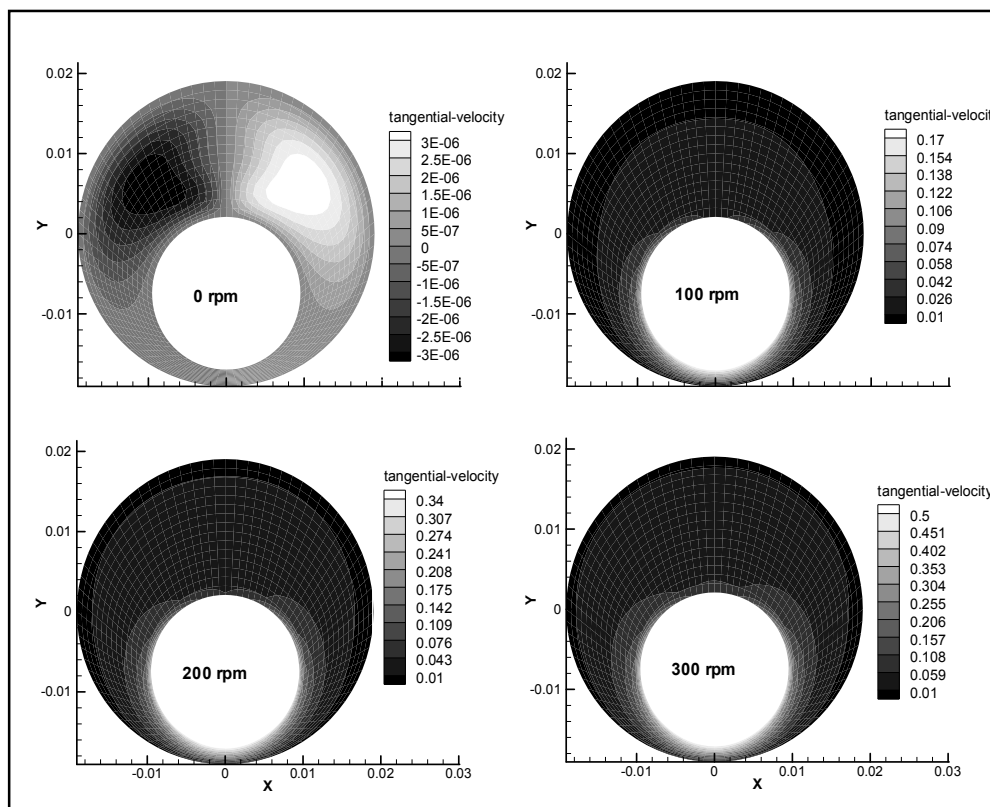 0.02
0.01
0
-0.01
Y
0 rpm
tangential-velocity
3E-06
2.5E-06
2E-06
1.5E-06
1E-06
5E-07
0
-5E-07
-1E-06
-1.5E-06
-2E-06
-2.5E-06
-3E-06
0.02
0.01
0
-0.01
Y
100 rpm
tangential-velocit
0.17
0.154
0.138
0.122
0.106
0.09
0.074
0.058
0.042
0.026
0.01
0.02
0.01
0
-0.01
Y
200 rpm
-0.01 0 0.01 0.02 0.03
X
tangential-velocity
0.34
0.307
0.274
0.241
0.208
0.175
0.142
0.109
0.076
0.043
0.01
0.02
0.01
0
-0.01
Y
300 rpm
-0.01 0 0.01 0.02 0.03
X
tangential-velocity
0.5
0.451
0.402
0.353
0.304
0.255
0.206
0.157
0.108
0.059
0.01